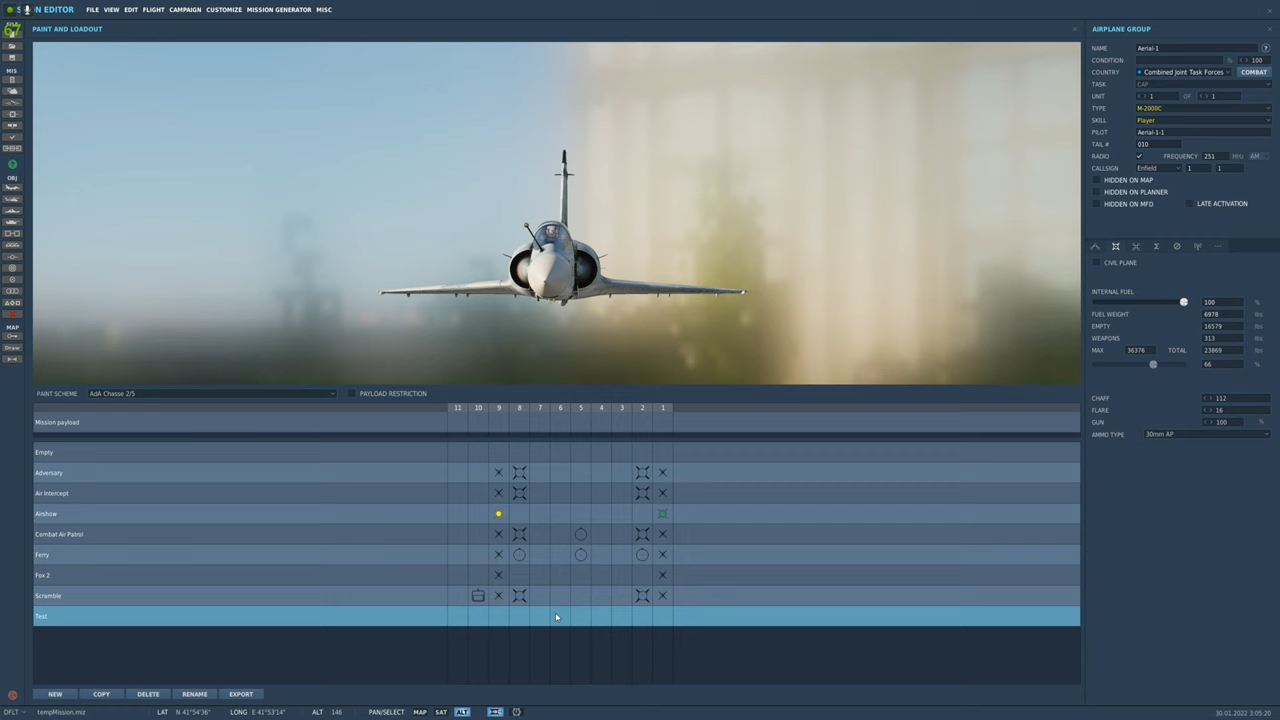 ON EDITOR
FILE VIEW EDIT FLIGHT CAMPAIGN CUSTOMIZE MISSION GENERATOR MISC
67
PAINT AND LOADOUT
AIRPLANE GROUP
NAME Aerial-1 ?
CONDITION % 100
COUNTRY Combined Joint Task Forces COMBAT
TASK CAP
UNIT 1 OF 1
TYPE M-2000C
SKILL Player
PILOT Aerial-1-1
TAIL # 010
RADIO FREQUENCY 251 MHz AM
CALLSIGN Enfield 1 1
HIDDEN ON MAP
HIDDEN ON PLANNER
HIDDEN ON MFD LATE ACTIVATION
CIVIL PLANE
INTERNAL FUEL 100 %
FUEL WEIGHT 6978 lbs
EMPTY 16579 lbs
WEAPONS 313 lbs
MAX 36376 TOTAL 23869 lbs
66 %
CHAFF 112
FLARE 16
GUN 100 %
AMMO TYPE 30mm AP
MIS
OBJ
MAP
Draw
PAINT SCHEME AdA Chasse 2/5 PAYLOAD RESTRICTION
11 10 9 8 7 6 5 4 3 2 1
Mission payload
Empty
Adversary
Air Intercept
Airshow
Combat Air Patrol
Ferry
Fox 2
Scramble
Test
NEW COPY DELETE RENAME EXPORT
DFLT tempMission.miz LAT N 41°54'36" LONG E 41°53'14" ALT 146 PAN/SELECT MAP SAT ALT 30.01.2022 3:05:20